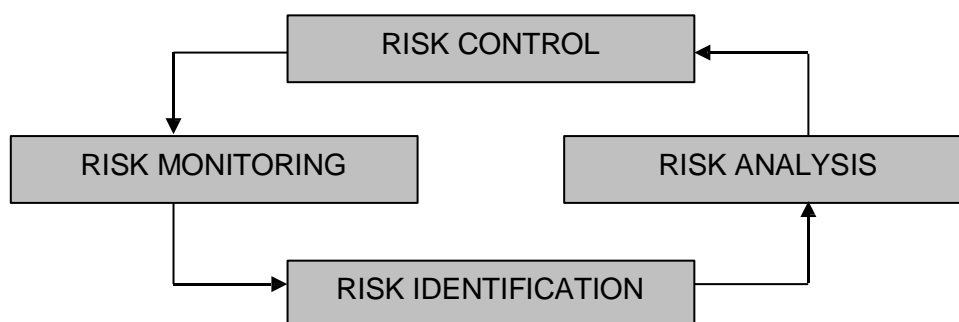 RISK CONTROL
RISK MONITORING
RISK ANALYSIS
RISK IDENTIFICATION